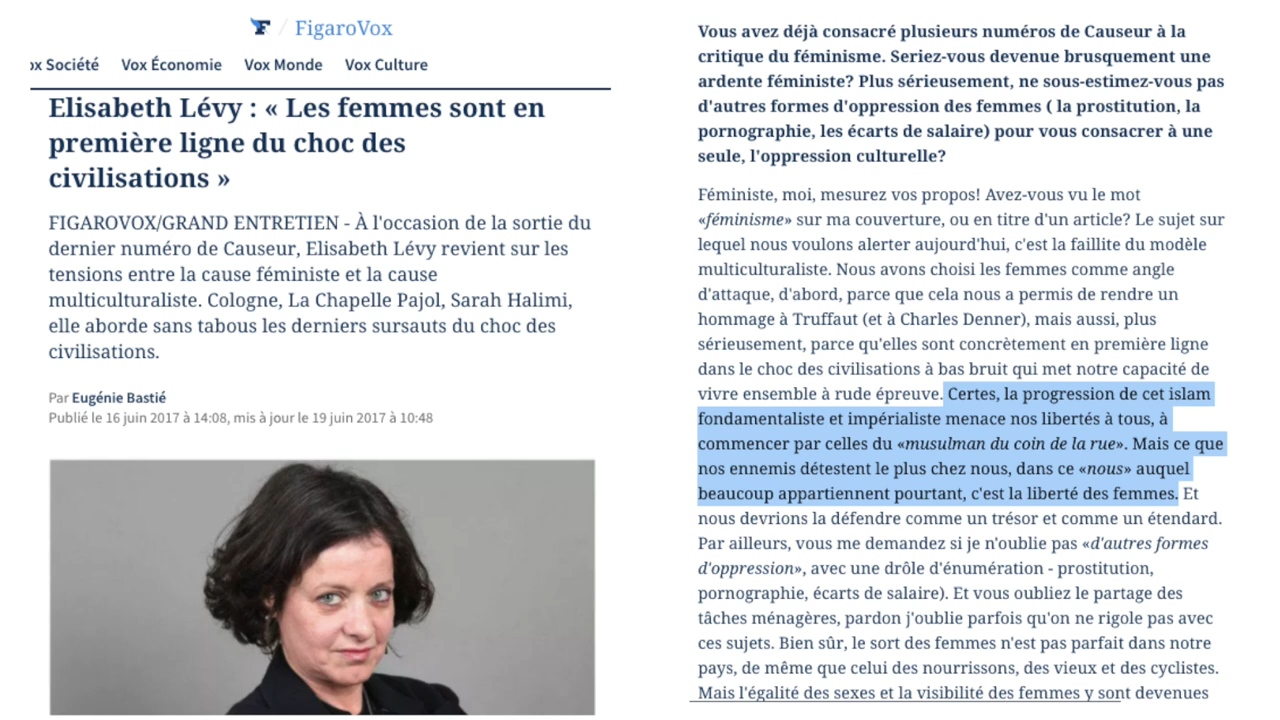 FigaroVox
ox Société Vox Économie Vox Monde Vox Culture
Elisabeth Lévy : « Les femmes sont en
première ligne du choc des
civilisations »
FIGAROVOX/GRAND ENTRETIEN - À l'occasion de la sortie du
dernier numéro de Causeur, Elisabeth Lévy revient sur les
tensions entre la cause féministe et la cause
multiculturaliste. Cologne, La Chapelle Pajol, Sarah Halimi,
elle aborde sans tabous les derniers sursauts du choc des
civilisations.
Par Eugénie Bastié
Publié le 16 juin 2017 à 14:08, mis à jour le 19 juin 2017 à 10:48
Vous avez déjà consacré plusieurs numéros de Causeur à la
critique du féminisme. Seriez-vous devenue brusquement une
ardente féministe? Plus sérieusement, ne sous-estimez-vous pas
d'autres formes d'oppression des femmes ( la prostitution, la
pornographie, les écarts de salaire) pour vous consacrer à une
seule, l'oppression culturelle?
Féministe, moi, mesurez vos propos! Avez-vous vu le mot
«féminisme» sur ma couverture, ou en titre d'un article? Le sujet sur
lequel nous voulons alerter aujourd'hui, c'est la faillite du modèle
multiculturaliste. Nous avons choisi les femmes comme angle
d'attaque, d'abord, parce que cela nous a permis de rendre un
hommage à Truffaut (et à Charles Denner), mais aussi, plus
sérieusement, parce qu'elles sont concrètement en première ligne
dans le choc des civilisations à bas bruit qui met notre capacité de
vivre ensemble à rude épreuve. Certes, la progression de cet islam
fondamentaliste et impérialiste menace nos libertés à tous, à
commencer par celles du «musulman du coin de la rue». Mais ce que
nos ennemis détestent le plus chez nous, dans ce «nous» auquel
beaucoup appartiennent pourtant, c'est la liberté des femmes. Et
nous devrions la défendre comme un trésor et comme un étendard.
Par ailleurs, vous me demandez si je n'oublie pas «d'autres formes
d'oppression», avec une drôle d'énumération - prostitution,
pornographie, écarts de salaire). Et vous oubliez le partage des
tâches ménagères, pardon j'oublie parfois qu'on ne rigole pas avec
ces sujets. Bien sûr, le sort des femmes n'est pas parfait dans notre
pays, de même que celui des nourrissons, des vieux et des cyclistes.
Mais l'égalité des sexes et la visibilité des femmes y sont devenues